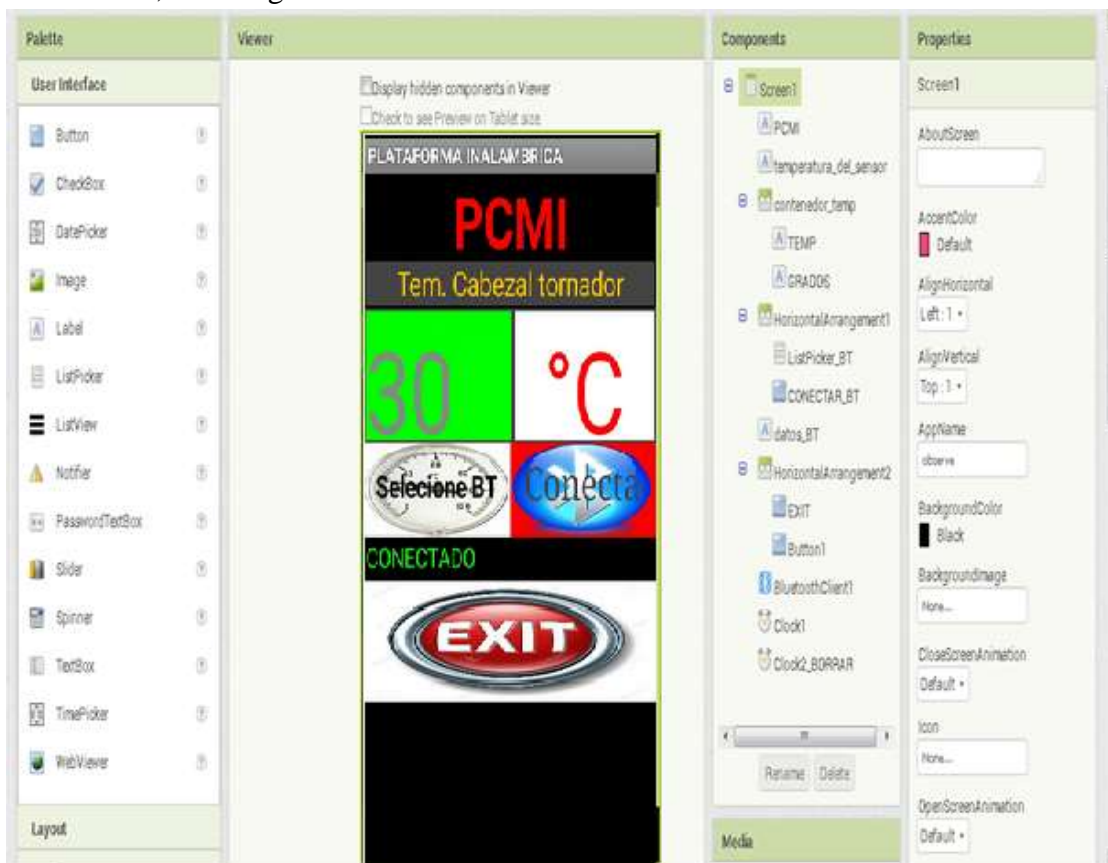 Palette
User Interface
Button
CheckBox
DatePicker
Image
Label
ListPicker
ListView
Notifier
PasswordTextBox
Slider
Spinner
TextBox
TimePicker
WebViewer
Layout
Viewer
Display hidden components in Viewer
Check to see Preview on Tablet size.
PLATAFORMA INALAMBRICA
PCMI
Tem. Cabezal tornador
30 °C
Selecione BT
Conecta
CONECTADO
EXIT
Components
Screen1
PCMI
temperatura_del_sensor
contenedor_temp
TEMP
GRADOS
HorizontalArrangement1
ListPicker_BT
CONECTAR_BT
datos_BT
HorizontalArrangement2
EXIT
Button1
BluetoothClient1
Clock1
Clock2_BORRAR
Rename Delete
Media
Properties
Screen1
AboutScreen
AccentColor
Default
AlignHorizontal
Left : 1
AlignVertical
Top : 1
AppName
observe
BackgroundColor
Black
BackgroundImage
None...
CloseScreenAnimation
Default
Icon
None...
OpenScreenAnimation
Default